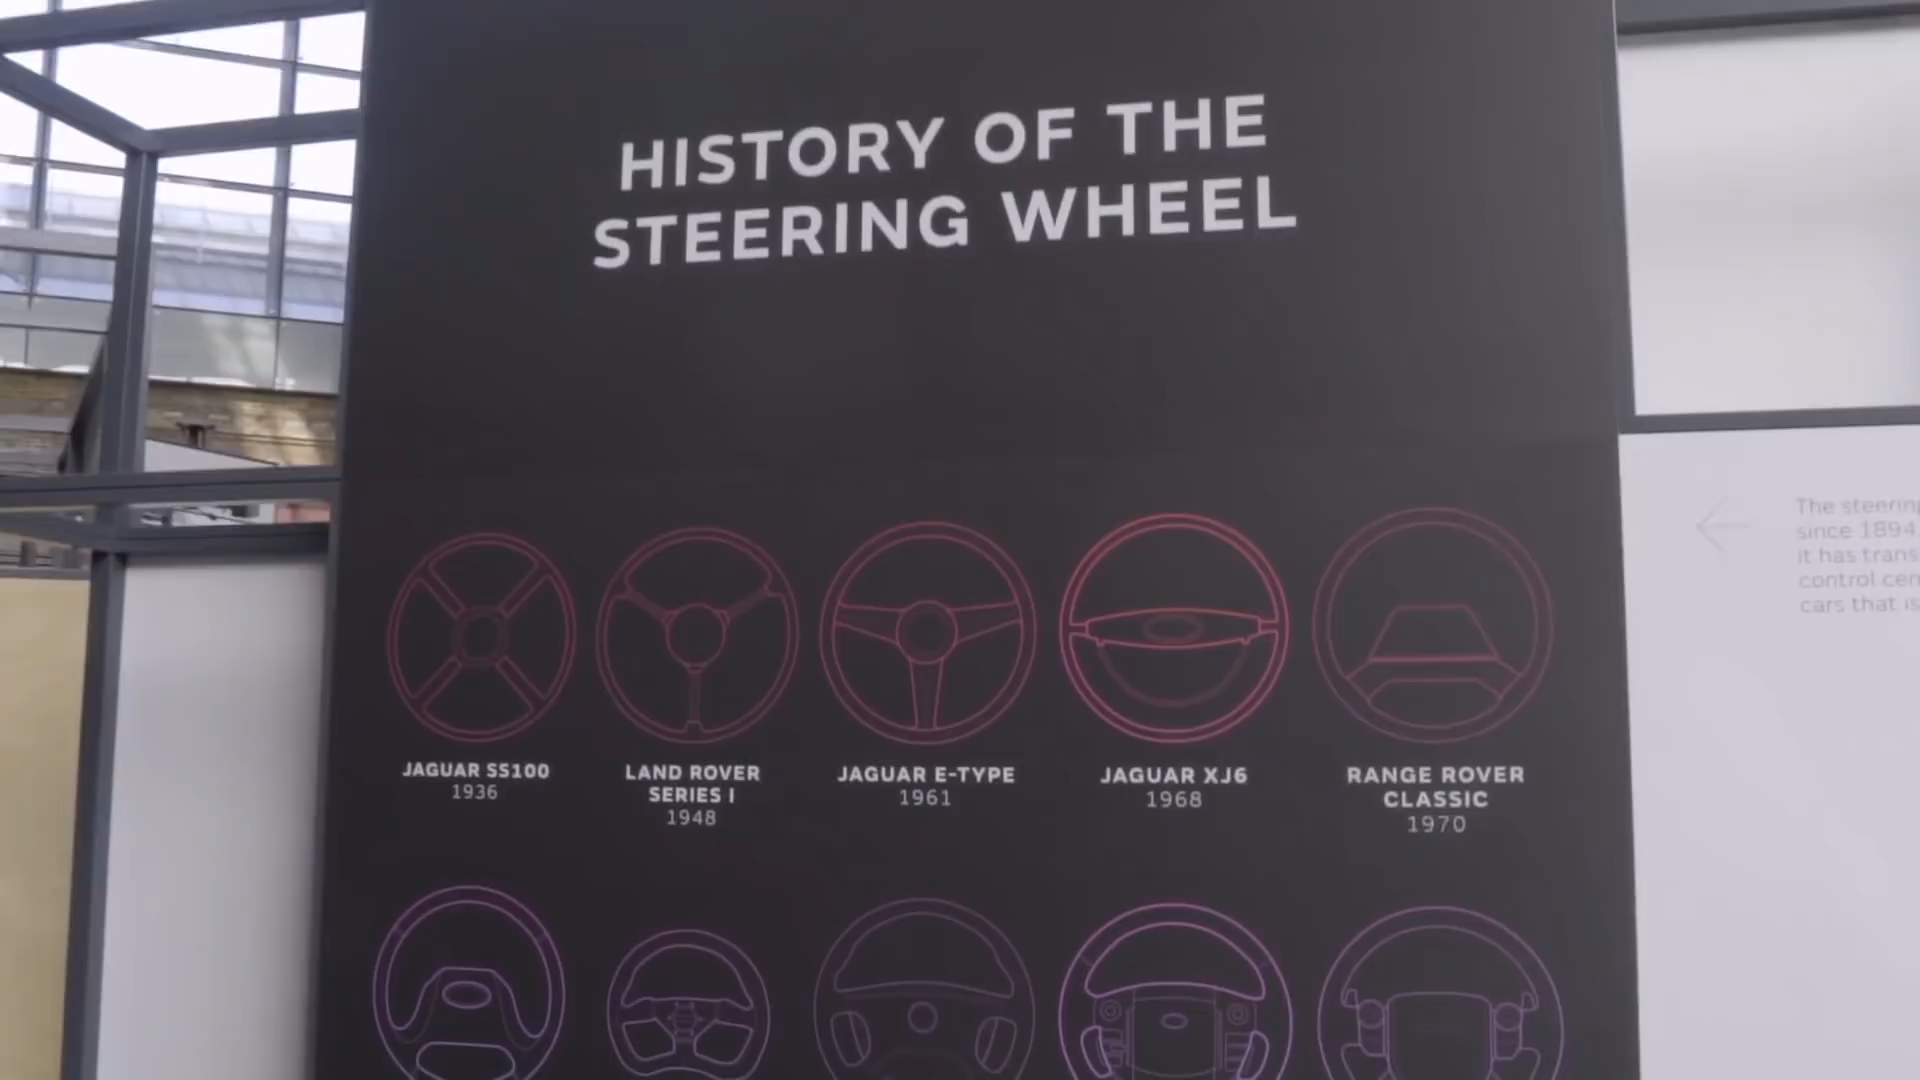 HISTORY OF THE
STEERING WHEEL
JAGUAR SS100
1936
LAND ROVER
SERIES I
1948
JAGUAR E-TYPE
1961
JAGUAR XJ6
1968
RANGE ROVER
CLASSIC
1970
The steering
since 1894
it has trans
control cen
cars that is